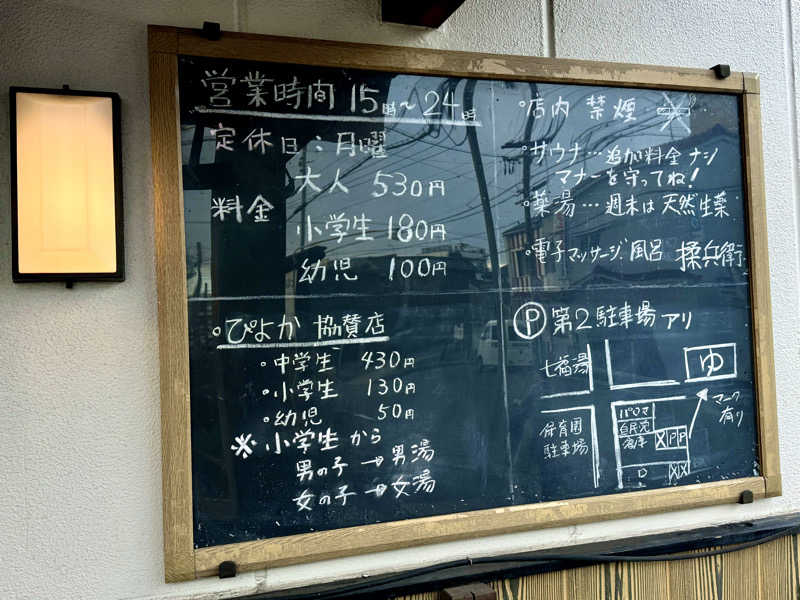 営業時間 15時〜24時
定休日：月曜
料金 大人 530円
小学生 180円
幼児 100円
。ぴよか 協賛店
。中学生 430円
。小学生 130円
。幼児 50円
※小学生から
男の子→男湯
女の子→女湯
。店内 禁煙
。サウナ…追加料金ナシ
マナーを守ってね！
。薬湯…週末は天然生薬
。電子マッサージ風呂 揉兵衛
Ⓟ 第2駐車場アリ
七福湯
ゆ
マーク
有り
保育園
駐車場
パロマ
P P